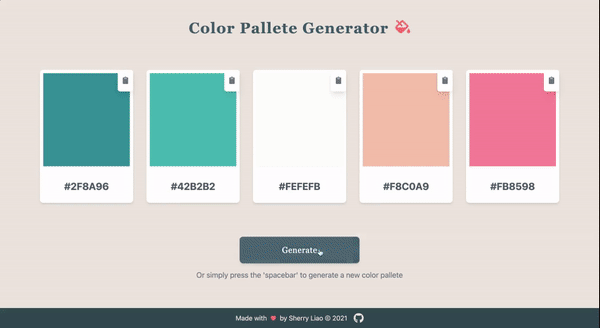 Color Pallete Generator
#2F8A96 #42B2B2 #FEFEFB #F8C0A9 #FB8598
Generate
Or simply press the 'spacebar' to generate a new color pallete
Made with by Sherry Liao © 2021